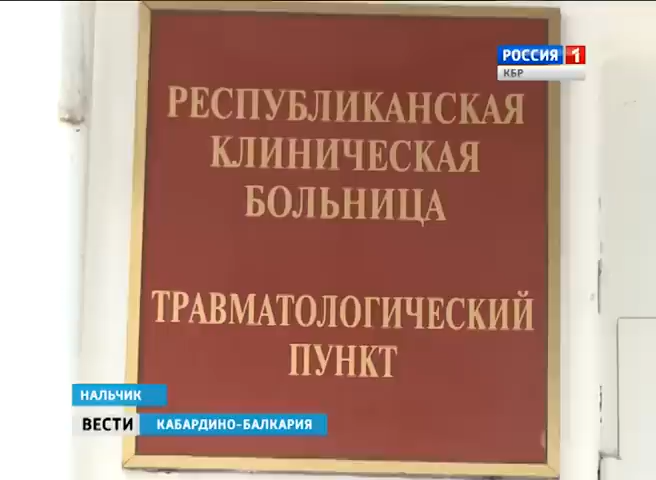 РОССИЯ 1
КБР
РЕСПУБЛИКАНСКАЯ
КЛИНИЧЕСКАЯ
БОЛЬНИЦА
ТРАВМАТОЛОГИЧЕСКИЙ
ПУНКТ
НАЛЬЧИК
ВЕСТИ КАБАРДИНО-БАЛКАРИЯ